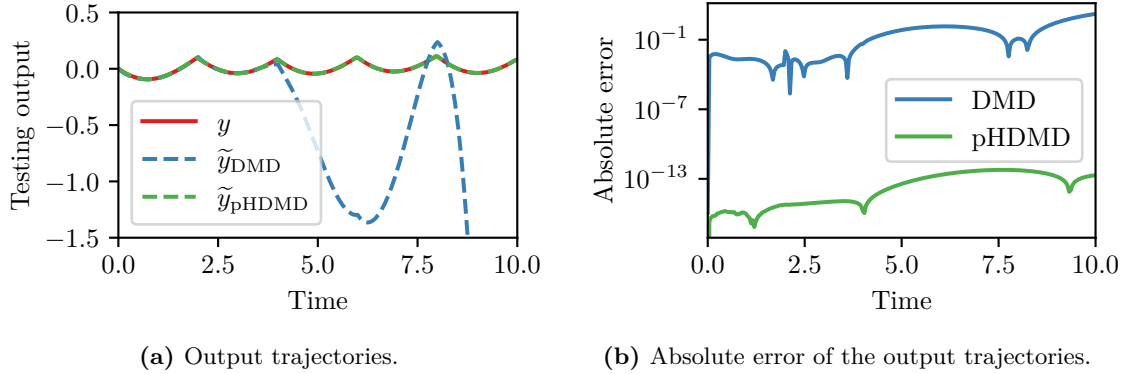 0.5
0.0
−0.5
−1.0
−1.5
Testing output
y
ỹDMD
ỹpHDMD
0.0 2.5 5.0 7.5 10.0
Time
(a) Output trajectories.
10⁻¹
10⁻⁷
10⁻¹³
Absolute error
DMD
pHDMD
0.0 2.5 5.0 7.5 10.0
Time
(b) Absolute error of the output trajectories.